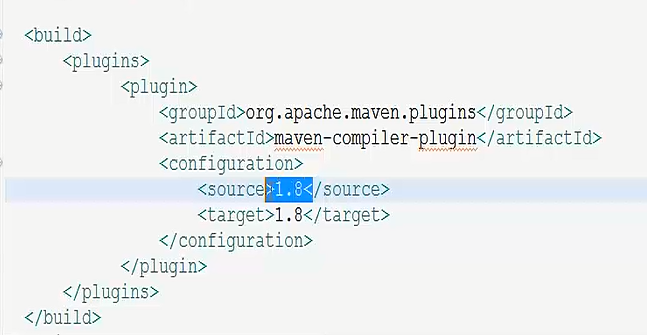 <build>
<plugins>
<plugin>
<groupId>org.apache.maven.plugins</groupId>
<artifactId>maven-compiler-plugin</artifactId>
<configuration>
<source>1.8</source>
<target>1.8</target>
</configuration>
</plugin>
</plugins>
</build>